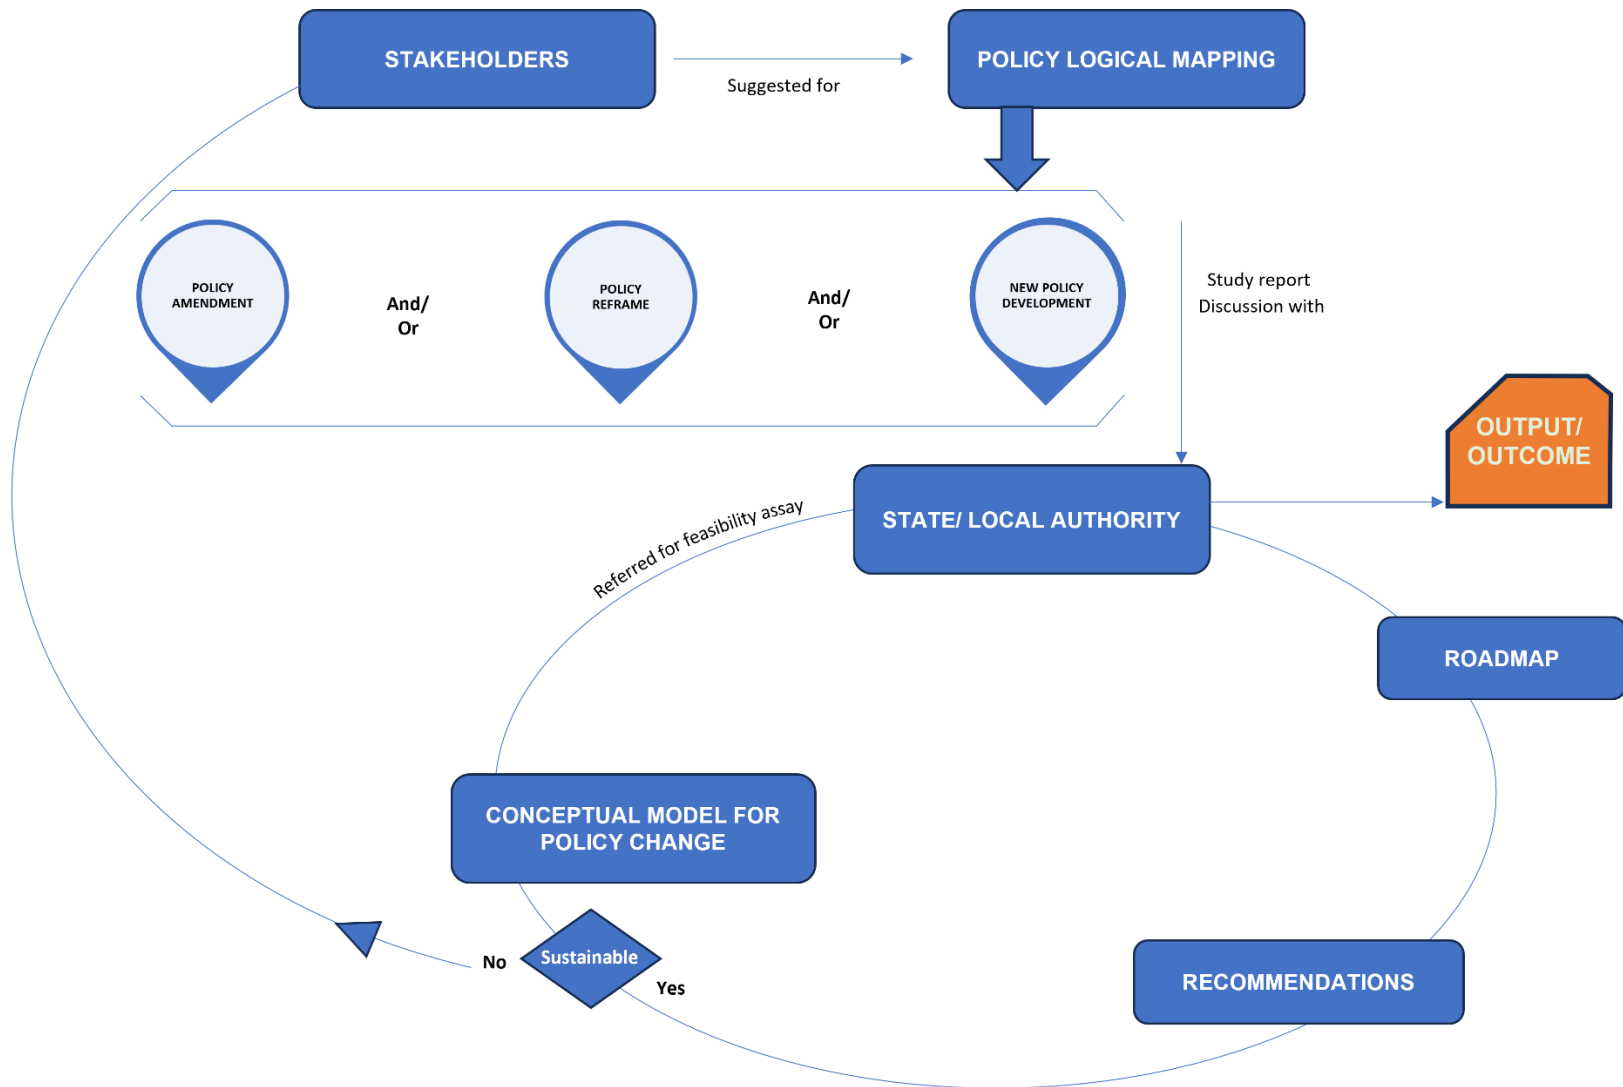 STAKEHOLDERS
Suggested for
POLICY LOGICAL MAPPING
POLICY
AMENDMENT
And/
Or
POLICY
REFRAME
And/
Or
NEW POLICY
DEVELOPMENT
Study report
Discussion with
OUTPUT/
OUTCOME
STATE/ LOCAL AUTHORITY
Referred for feasibility assay
ROADMAP
CONCEPTUAL MODEL FOR
POLICY CHANGE
No
Sustainable
Yes
RECOMMENDATIONS